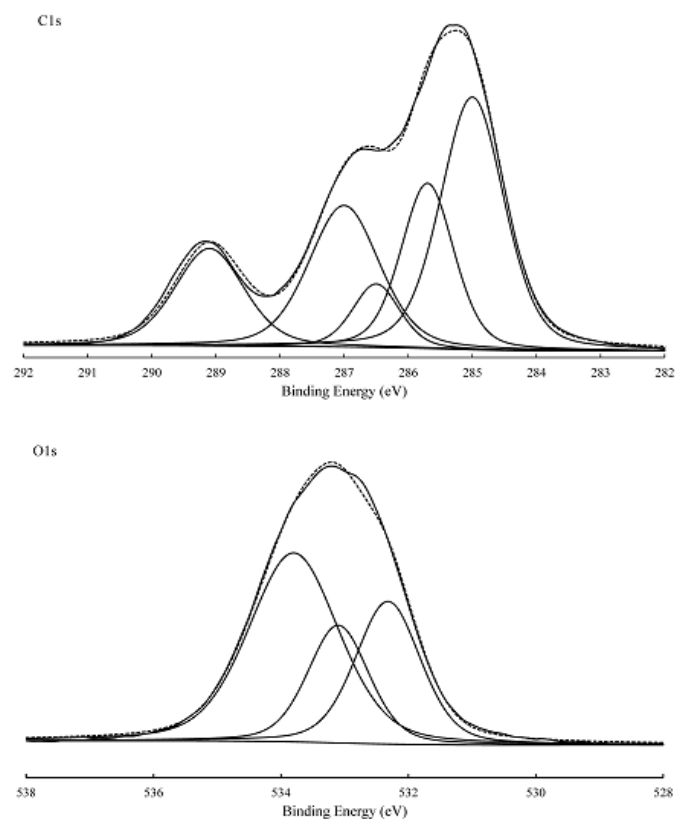 C1s
292 291 290 289 288 287 286 285 284 283 282
Binding Energy (eV)
O1s
538 536 534 532 530 528
Binding Energy (eV)